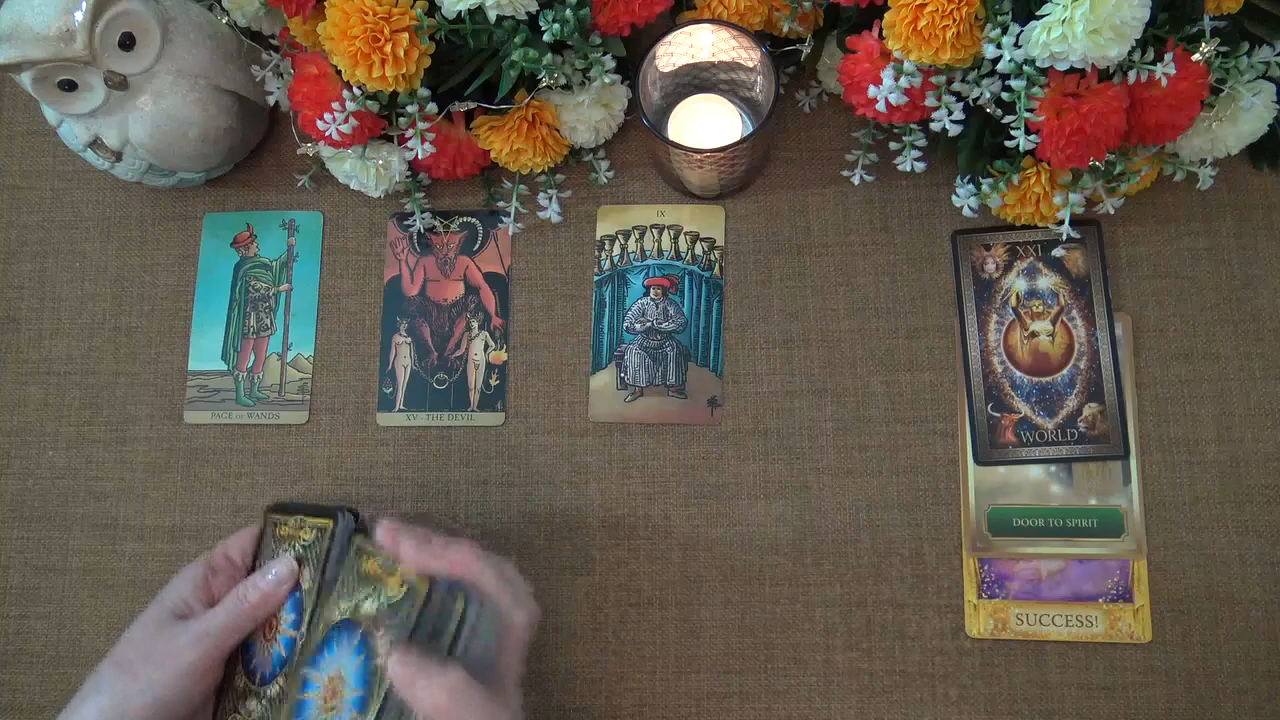 PAGE OF WANDS
XV - THE DEVIL
IX
XXI
WORLD
DOOR TO SPIRIT
SUCCESS!